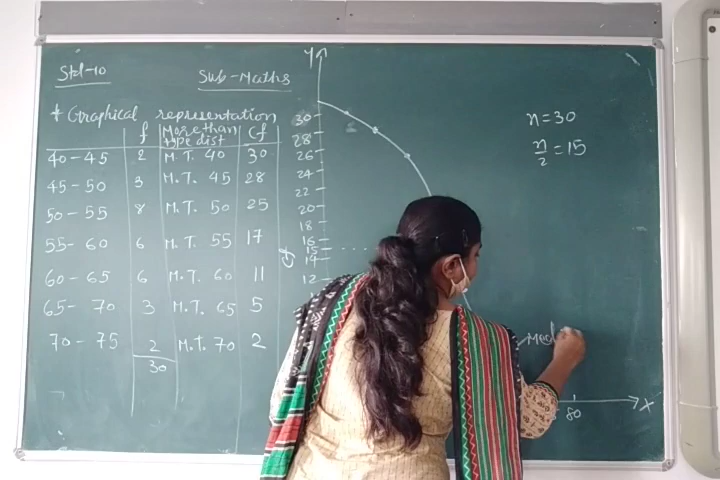 Std-10
Sub-Maths
* Graphical representation
f More than type dist Cf
40-45 2 M.T. 40 30
45-50 3 M.T. 45 28
50-55 8 M.T. 50 25
55-60 6 M.T. 55 17
60-65 6 M.T. 60 11
65-70 3 M.T. 65 5
70-75 2 M.T. 70 2
30
Y
30
28
26
24
22
20
18
16
15
14
12
n=30
n/2=15
Med
80
X